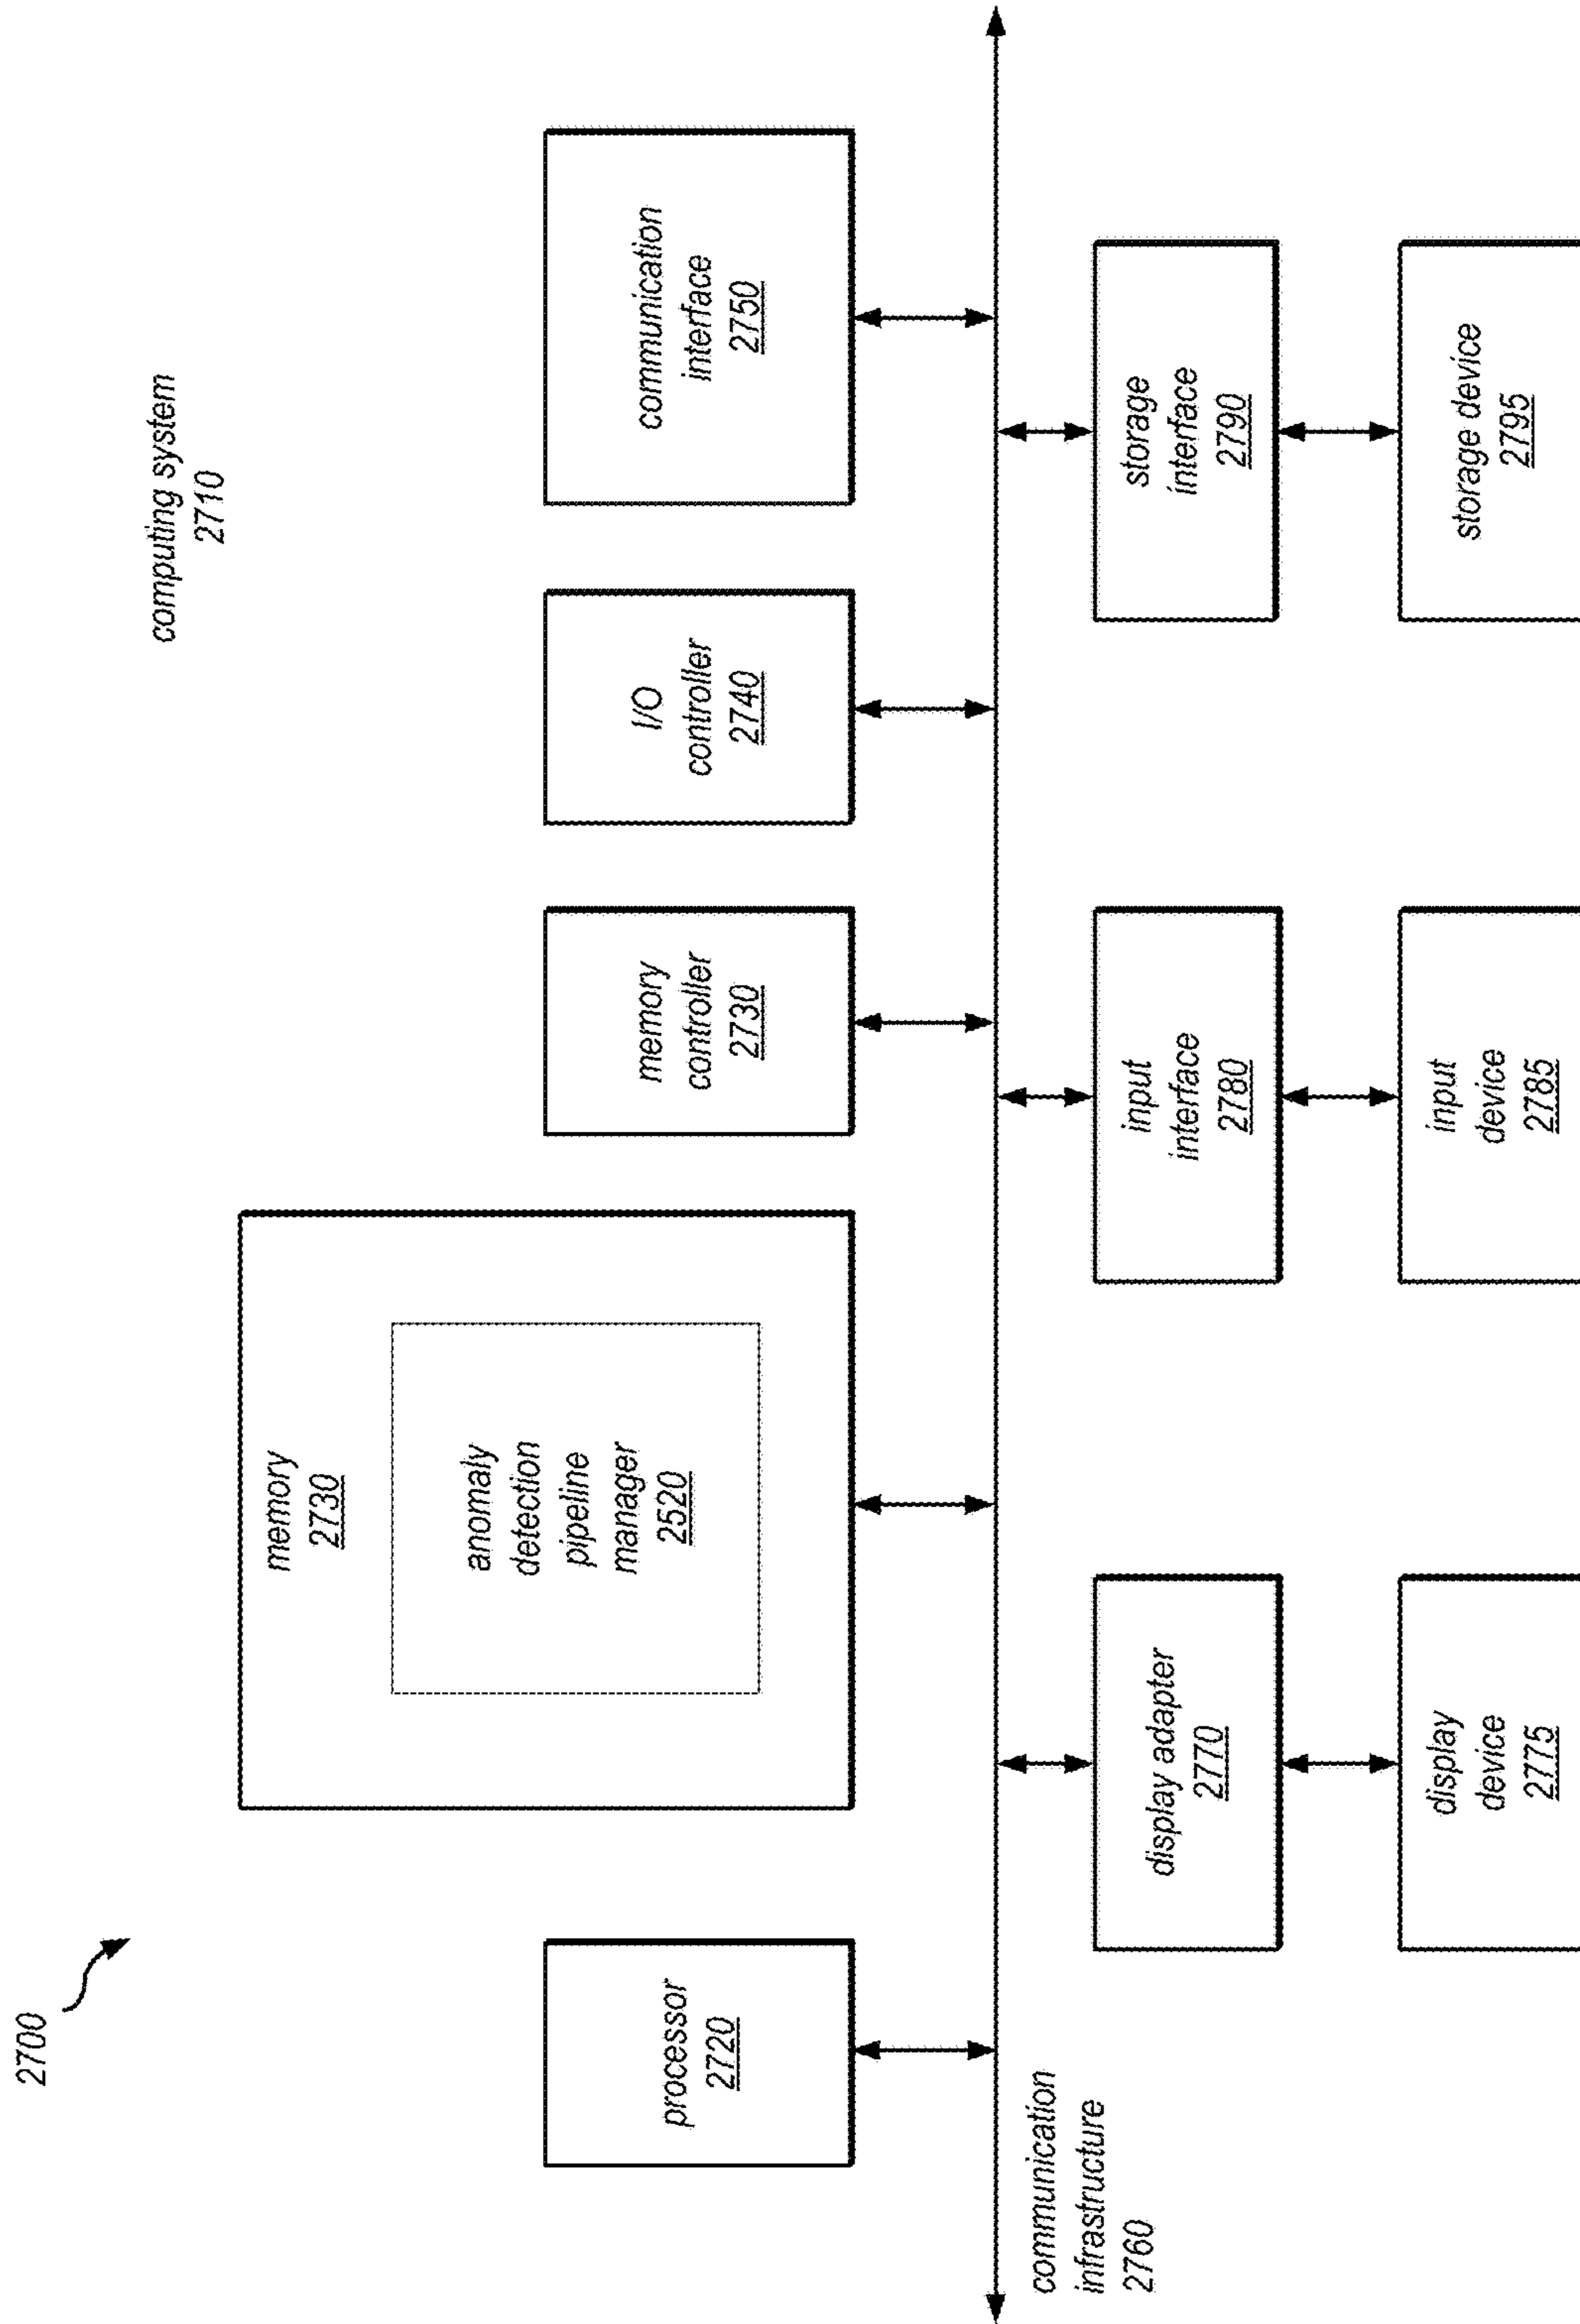 2700
computing system
2710
processor
2720
memory
2730
anomaly
detection
pipeline
manager
2520
memory
controller
2730
I/O
controller
2740
communication
interface
2750
communication
infrastructure
2760
display adapter
2770
input
interface
2780
storage
interface
2790
display
device
2775
input
device
2785
storage device
2795